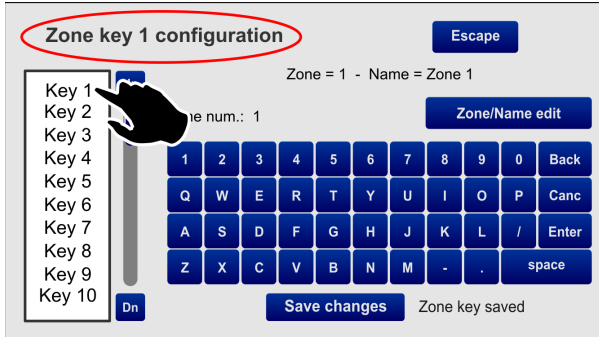 Zone key 1 configuration
Escape
Zone = 1 - Name = Zone 1
Key 1
Key 2
Key 3
Key 4
Key 5
Key 6
Key 7
Key 8
Key 9
Key 10
num.: 1
Zone/Name edit
1 2 3 4 5 6 7 8 9 0 Back
Q W E R T Y U I O P Canc
A S D F G H J K L / Enter
Z X C V B N M - . space
Dn
Save changes
Zone key saved